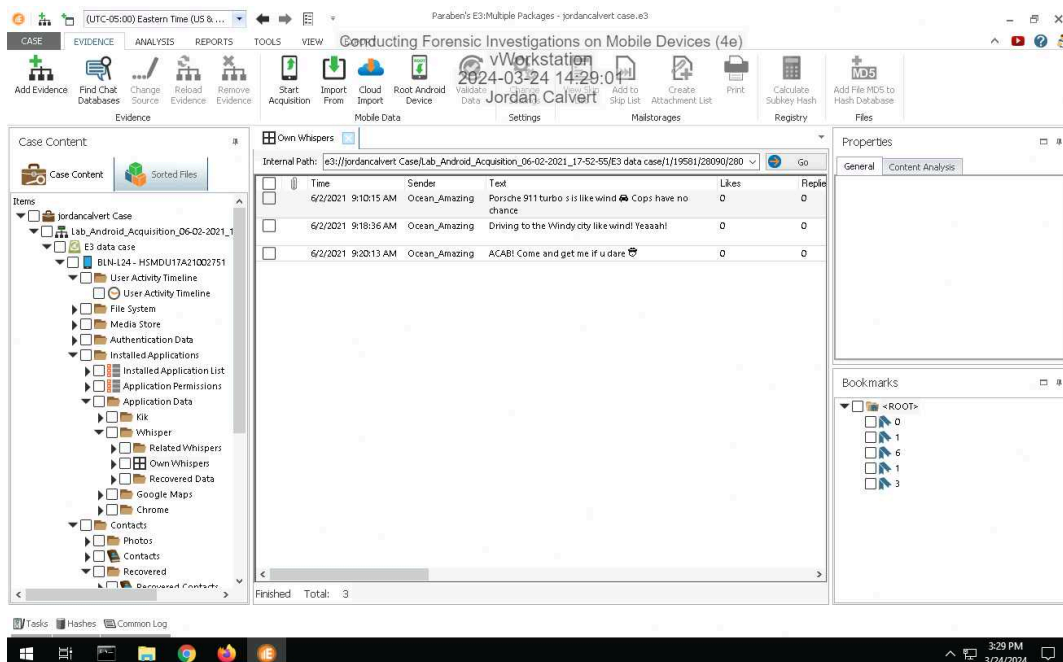 (UTC-05:00) Eastern Time (US & ...
Paraben's E3:Multiple Packages - jordancalvert case.e3
CASE EVIDENCE ANALYSIS REPORTS TOOLS VIEW
Conducting Forensic Investigations on Mobile Devices (4e)
vWorkstation
2024-03-24 14:29:01
Jordan Calvert
Add Evidence
Find Chat Databases
Change Source
Reload Evidence
Remove Evidence
Start Acquisition
Import From
Cloud Import
Root Android Device
Validate Data
Add to Skip List
Create Attachment List
Print
Calculate Subkey Hash
MD5
Add File MD5 to Hash Database
Evidence
Mobile Data
Settings
Mailstorages
Registry
Files
Case Content
Case Content
Sorted Files
Items
jordancalvert Case
Lab_Android_Acquisition_06-02-2021_1
E3 data case
BLN-L24 - HSMDU17A21002751
User Activity Timeline
User Activity Timeline
File System
Media Store
Authentication Data
Installed Applications
Installed Application List
Application Permissions
Application Data
Kik
Whisper
Related Whispers
Own Whispers
Recovered Data
Google Maps
Chrome
Contacts
Photos
Contacts
Recovered
Recovered Contacts
Own Whispers
Internal Path: e3://jordancalvert Case/Lab_Android_Acquisition_06-02-2021_17-52-55/E3 data case/1/19581/28090/280 Go
Time Sender Text Likes Replie
6/2/2021 9:10:15 AM Ocean_Amazing Porsche 911 turbo s is like wind 🚘 Cops have no 0 0
chance
6/2/2021 9:18:36 AM Ocean_Amazing Driving to the Windy city like wind! Yeaaah! 0 0
6/2/2021 9:20:13 AM Ocean_Amazing ACAB! Come and get me if u dare 0 0
Finished Total: 3
Properties
General Content Analysis
Bookmarks
<ROOT>
0
1
6
1
3
Tasks Hashes Common Log
3:29 PM
3/24/2024